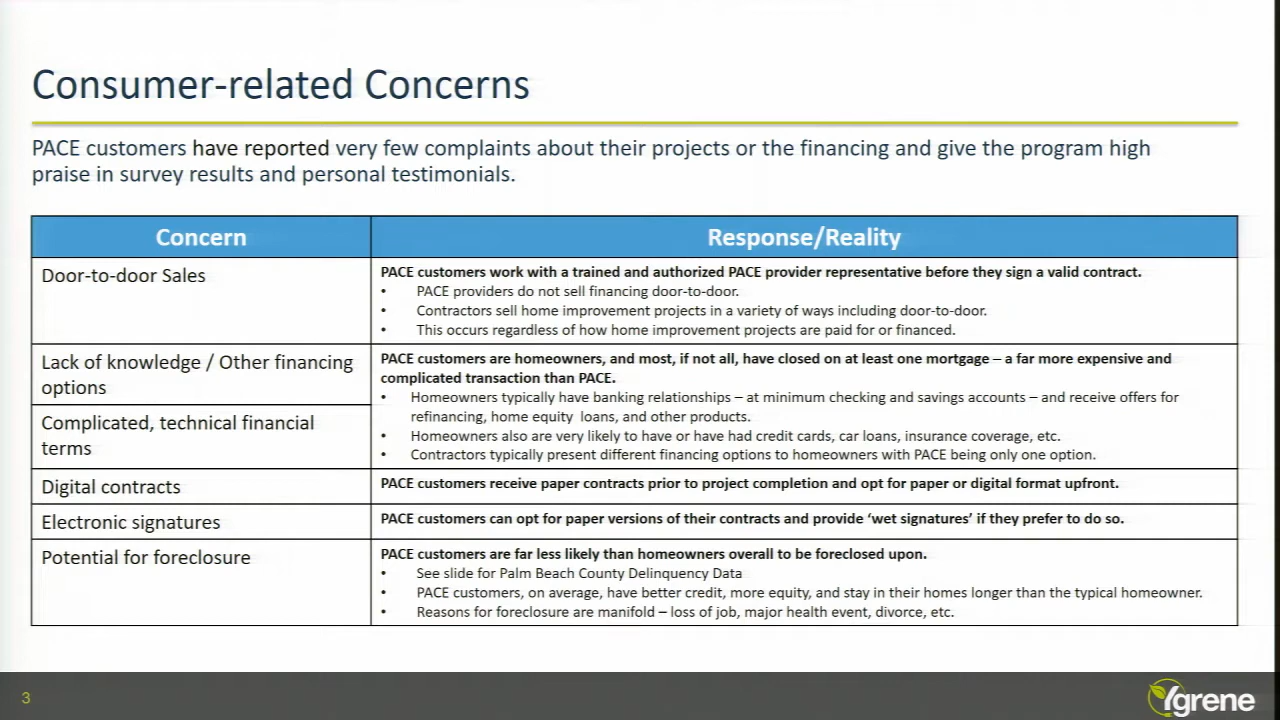 Consumer-related Concerns
PACE customers have reported very few complaints about their projects or the financing and give the program high
praise in survey results and personal testimonials.
Concern
Response/Reality
Door-to-door Sales
PACE customers work with a trained and authorized PACE provider representative before they sign a valid contract.
• PACE providers do not sell financing door-to-door.
• Contractors sell home improvement projects in a variety of ways including door-to-door.
• This occurs regardless of how home improvement projects are paid for or financed.
Lack of knowledge / Other financing
options
Complicated, technical financial
terms
PACE customers are homeowners, and most, if not all, have closed on at least one mortgage – a far more expensive and
complicated transaction than PACE.
• Homeowners typically have banking relationships – at minimum checking and savings accounts – and receive offers for
refinancing, home equity loans, and other products.
• Homeowners also are very likely to have or have had credit cards, car loans, insurance coverage, etc.
• Contractors typically present different financing options to homeowners with PACE being only one option.
Digital contracts
PACE customers receive paper contracts prior to project completion and opt for paper or digital format upfront.
Electronic signatures
PACE customers can opt for paper versions of their contracts and provide ‘wet signatures’ if they prefer to do so.
Potential for foreclosure
PACE customers are far less likely than homeowners overall to be foreclosed upon.
• See slide for Palm Beach County Delinquency Data
• PACE customers, on average, have better credit, more equity, and stay in their homes longer than the typical homeowner.
• Reasons for foreclosure are manifold – loss of job, major health event, divorce, etc.
3
Ygrene